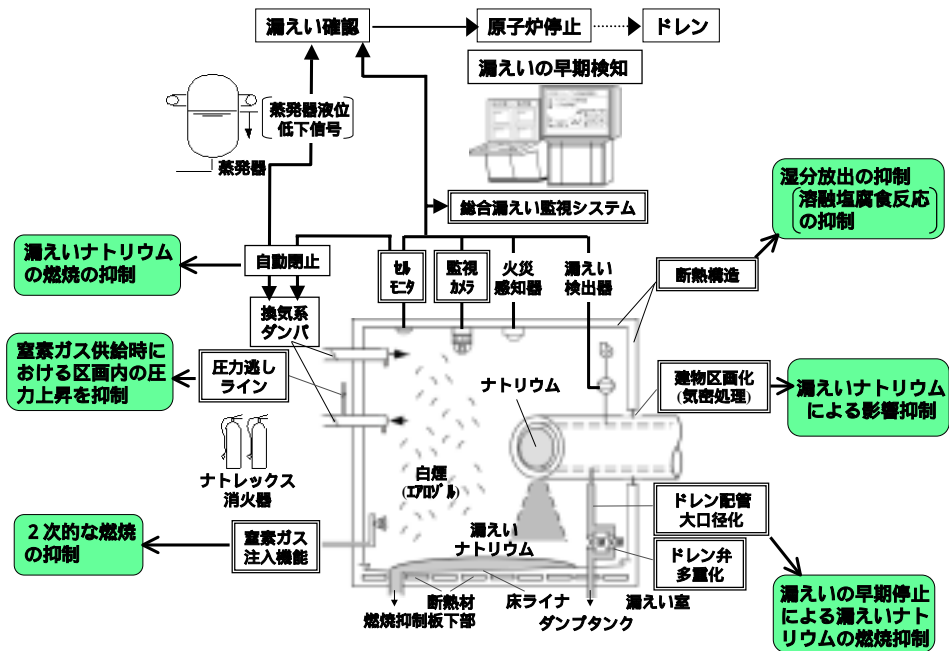 漏えい確認
原子炉停止
ドレン
漏えいの早期検知
蒸発器液位
低下信号
蒸発器
総合漏えい監視システム
湿分放出の抑制
溶融塩腐食反応
の抑制
漏えいナトリウム
の燃焼の抑制
自動閉止
ｾﾙ
ﾓﾆﾀ
監視
ｶﾒﾗ
火災
感知器
漏えい
検出器
断熱構造
換気系
ダンパ
窒素ガス供給時に
おける区画内の圧
力上昇を抑制
圧力逃し
ライン
ナトリウム
建物区画化
(気密処理)
漏えいナトリウム
による影響抑制
ナトレックス
消火器
白煙
(ｴｱﾛｿﾞﾙ)
ドレン配管
大口径化
２次的な燃焼
の抑制
窒素ガス
注入機能
漏えい
ナトリウム
ドレン弁
多重化
漏えいの早期停止
による漏えいナト
リウムの燃焼抑制
断熱材
床ライナ
漏えい室
燃焼抑制板下部
ダンプタンク